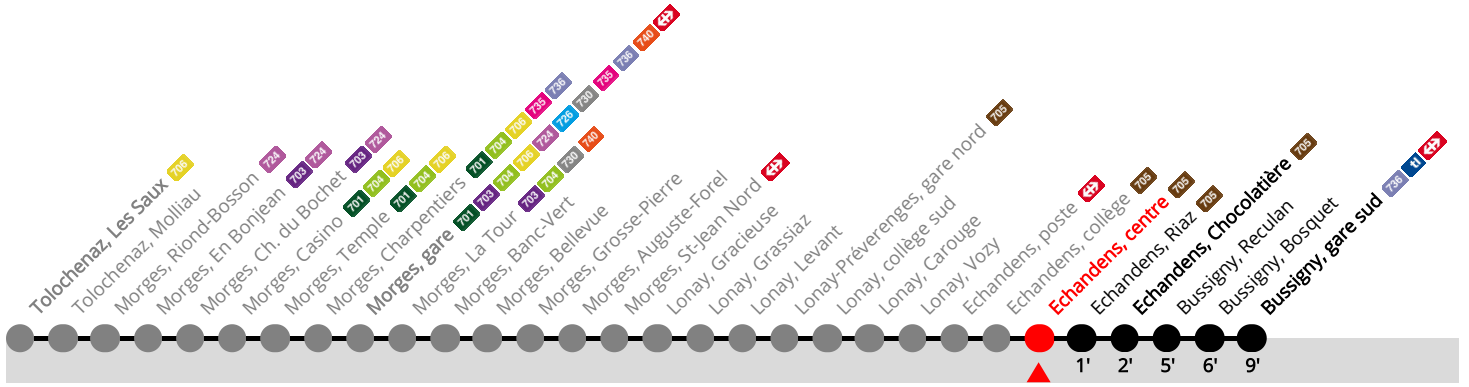 Tolochenaz, Les Saux 706
Tolochenaz, Molliau
Morges, Riond-Bosson 724
Morges, En Bonjean 703 724
Morges, Ch. du Bochet 703 724
Morges, Casino 701 704 706
Morges, Temple 701 704 706
Morges, Charpentiers 701 704 706 735 736
Morges, gare 701 703 704 706 724 726 730 735 736 740
Morges, La Tour 703 704 730 740
Morges, Banc-Vert
Morges, Bellevue
Morges, Grosse-Pierre
Morges, Auguste-Forel
Morges, St-Jean Nord
Lonay, Gracieuse
Lonay, Grassiaz
Lonay, Levant
Lonay-Préverenges, gare nord 705
Lonay, collège sud
Lonay, Carouge
Lonay, Vozy
Echandens, poste
Echandens, collège 705
Echandens, centre 705
Echandens, Riaz 705
Echandens, Chocolatière 705
Bussigny, Reculan
Bussigny, Bosquet
Bussigny, gare sud 736 tl
1' 2' 5' 6' 9'